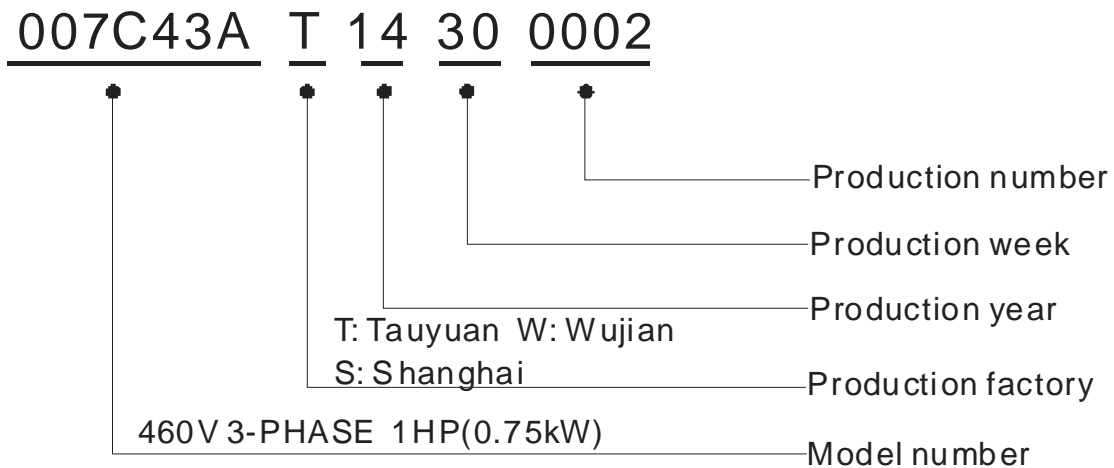 007C43A T 14 30 0002
Production number
Production week
Production year
T: Tauyuan W: Wujian
S: Shanghai
Production factory
460V 3-PHASE 1HP(0.75kW)
Model number